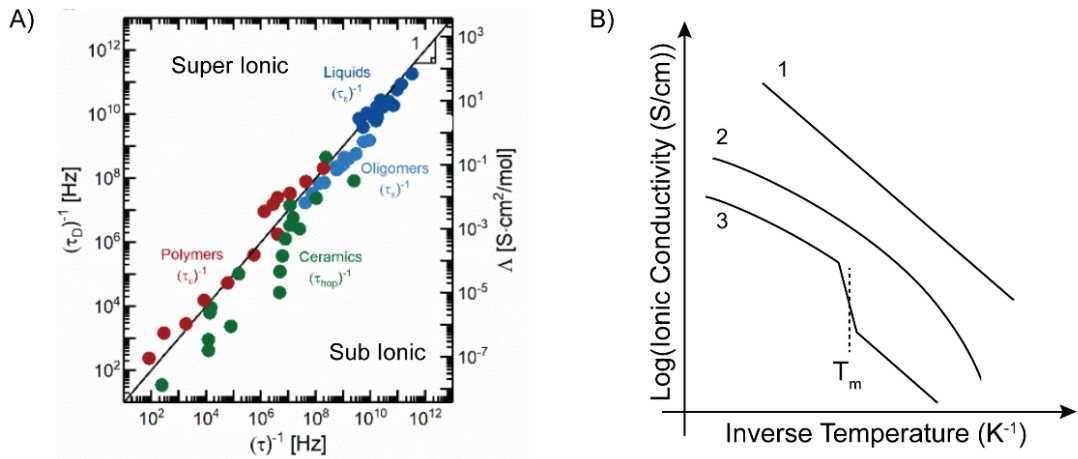 A)
Super Ionic
Liquids
(τε)⁻¹
Oligomers
(τε)⁻¹
Polymers
(τε)⁻¹
Ceramics
(τhop)⁻¹
Sub Ionic
1
10¹²
10¹⁰
10⁸
10⁶
10⁴
10²
(τD)⁻¹ [Hz]
10³
10¹
10⁻¹
10⁻³
10⁻⁵
10⁻⁷
Λ [S·cm²/mol]
10² 10⁴ 10⁶ 10⁸ 10¹⁰ 10¹²
(τ)⁻¹ [Hz]
B)
Log(Ionic Conductivity (S/cm))
1
2
3
Tm
Inverse Temperature (K⁻¹)